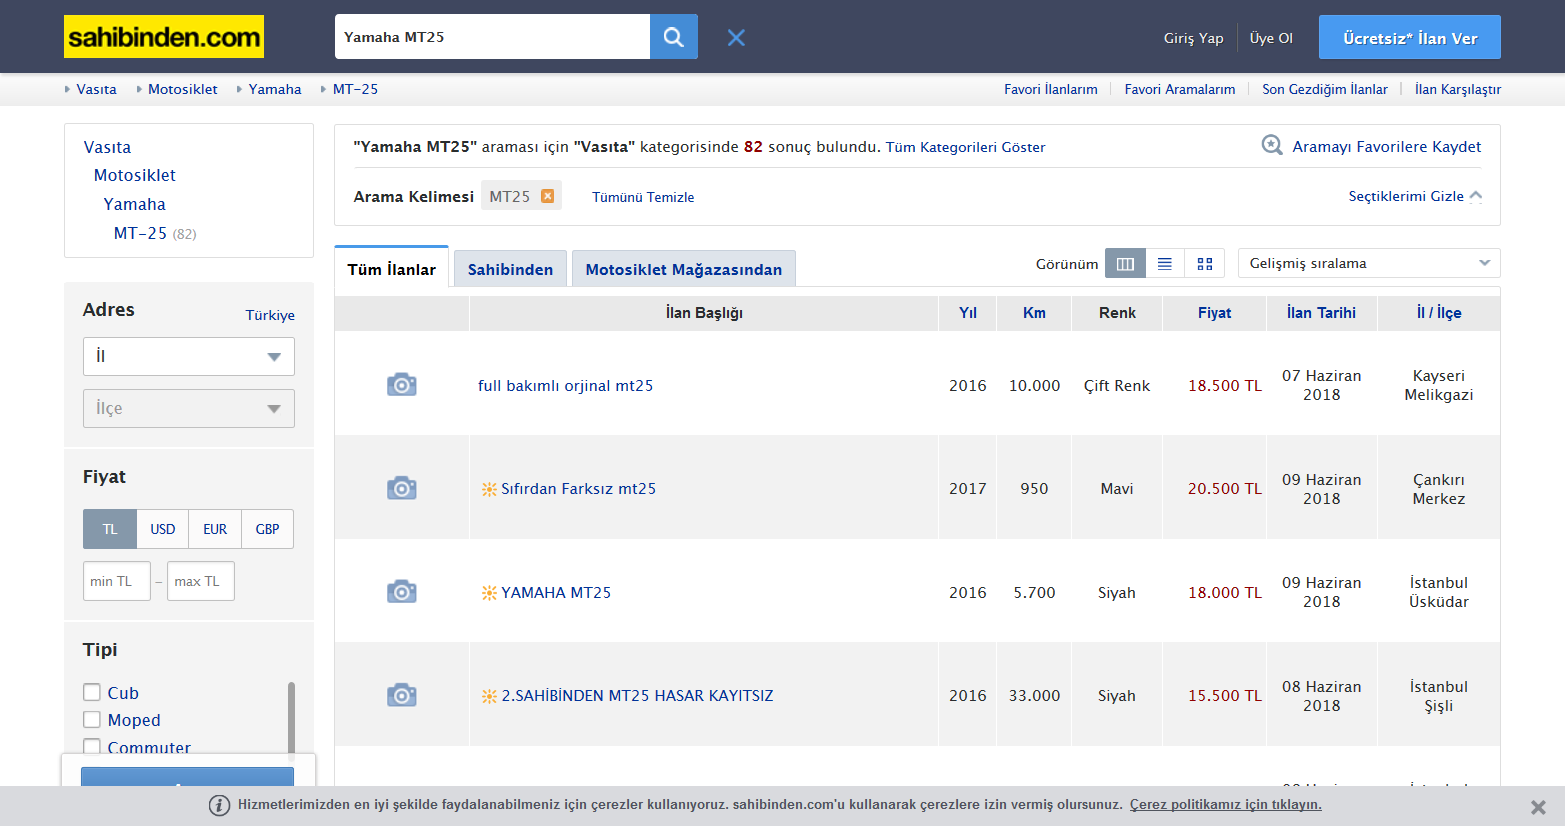 sahibinden.com
Yamaha MT25
Giriş Yap
Üye Ol
Ücretsiz* İlan Ver
Vasıta
Motosiklet
Yamaha
MT-25
Favori İlanlarım
Favori Aramalarım
Son Gezdiğim İlanlar
İlan Karşılaştır
Vasıta
Motosiklet
Yamaha
MT-25 (82)
"Yamaha MT25" araması için "Vasıta" kategorisinde 82 sonuç bulundu. Tüm Kategorileri Göster
Aramayı Favorilere Kaydet
Arama Kelimesi MT25 Tümünü Temizle
Seçtiklerimi Gizle
Tüm İlanlar
Sahibinden
Motosiklet Mağazasından
Görünüm
Gelişmiş sıralama
Adres
Türkiye
İl
İlçe
Fiyat
TL USD EUR GBP
min TL – max TL
Tipi
Cub
Moped
Commuter
İlan Başlığı Yıl Km Renk Fiyat İlan Tarihi İl / İlçe
full bakımlı orjinal mt25 2016 10.000 Çift Renk 18.500 TL 07 Haziran 2018 Kayseri Melikgazi
Sıfırdan Farksız mt25 2017 950 Mavi 20.500 TL 09 Haziran 2018 Çankırı Merkez
YAMAHA MT25 2016 5.700 Siyah 18.000 TL 09 Haziran 2018 İstanbul Üsküdar
2.SAHİBİNDEN MT25 HASAR KAYITSIZ 2016 33.000 Siyah 15.500 TL 08 Haziran 2018 İstanbul Şişli
Hizmetlerimizden en iyi şekilde faydalanabilmeniz için çerezler kullanıyoruz. sahibinden.com'u kullanarak çerezlere izin vermiş olursunuz. Çerez politikamız için tıklayın.